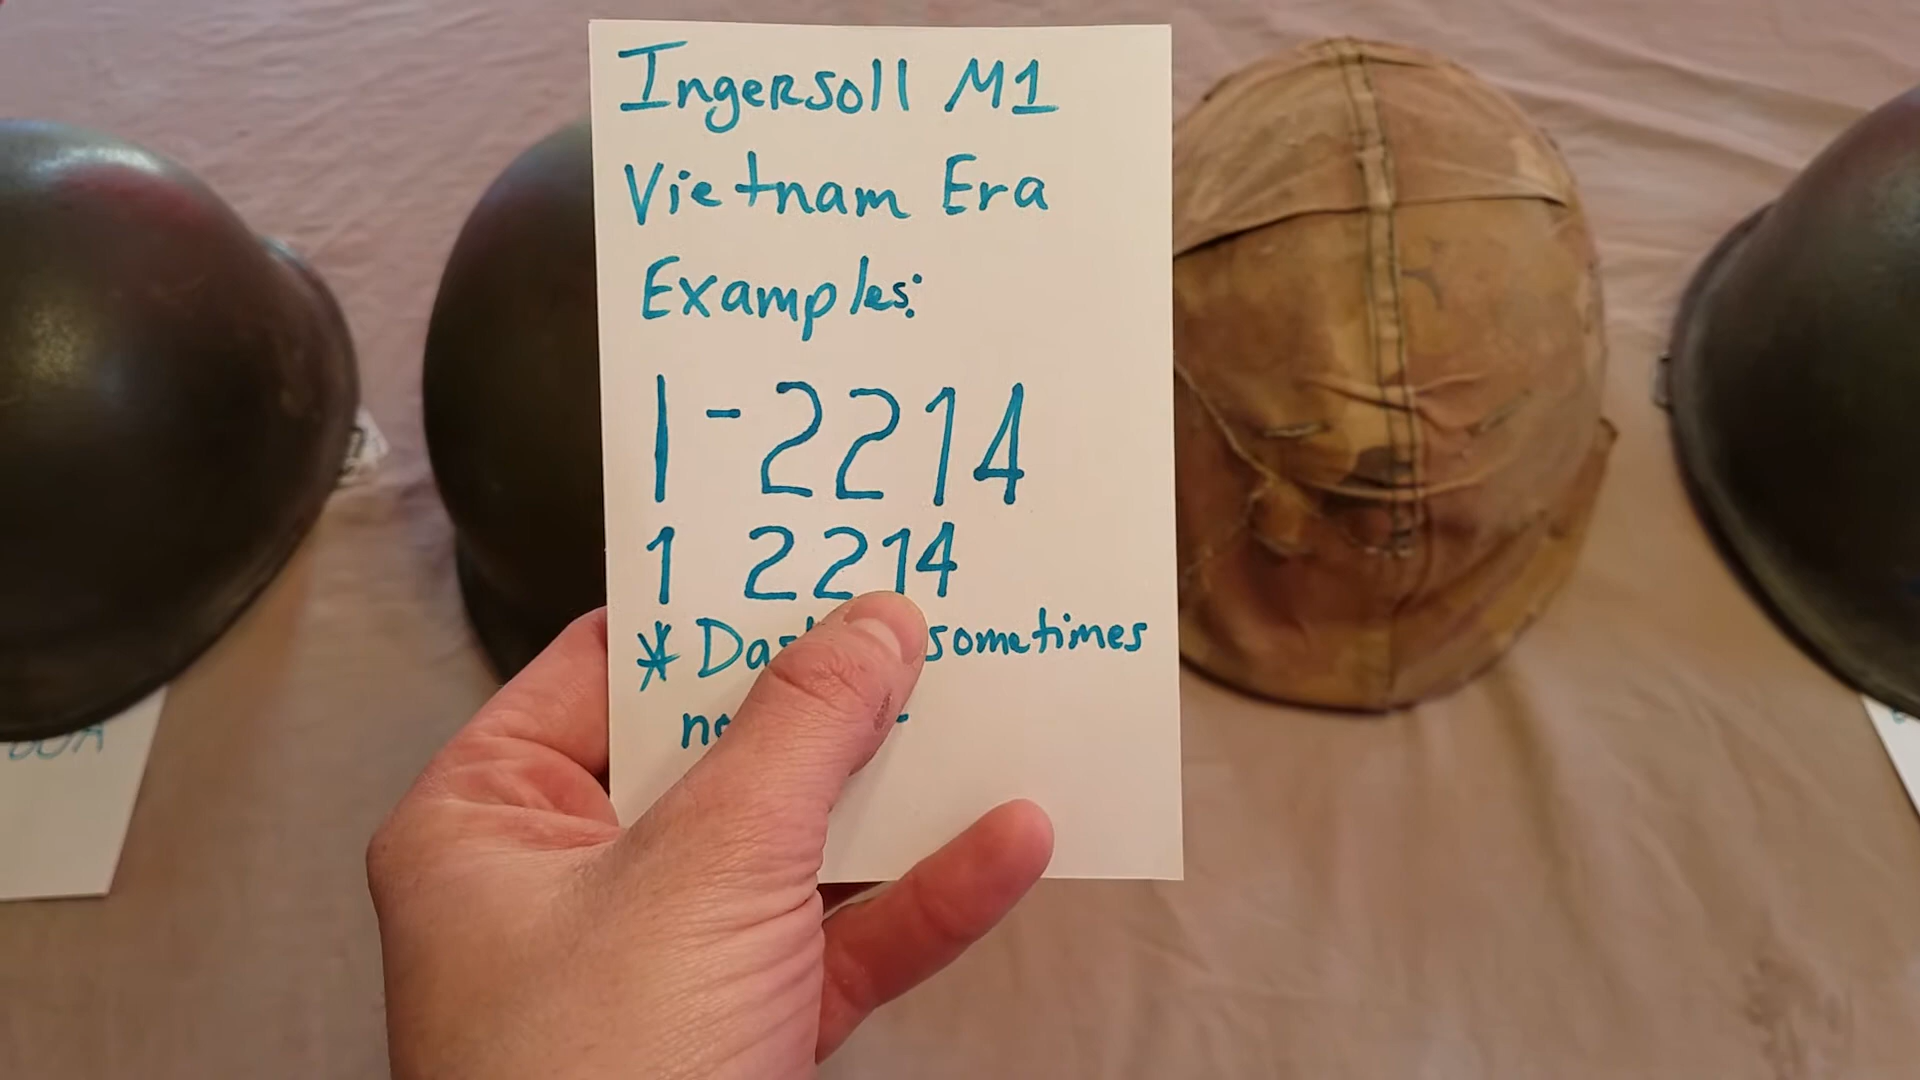 Ingersoll M1
Vietnam Era
Examples:
1-2214
1 2214
* sometimes